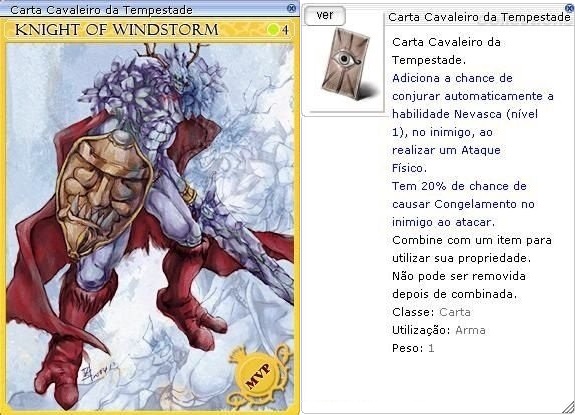 Carta Cavaleiro da Tempestade
KNIGHT OF WINDSTORM 4
MVP
ver
Carta Cavaleiro da Tempestade
Carta Cavaleiro da
Tempestade.
Adiciona a chance de
conjurar automaticamente a
habilidade Nevasca (nível
1), no inimigo, ao
realizar um Ataque
Físico.
Tem 20% de chance de
causar Congelamento no
inimigo ao atacar.
Combine com um item para
utilizar sua propriedade.
Não pode ser removida
depois de combinada.
Classe: Carta
Utilização: Arma
Peso: 1